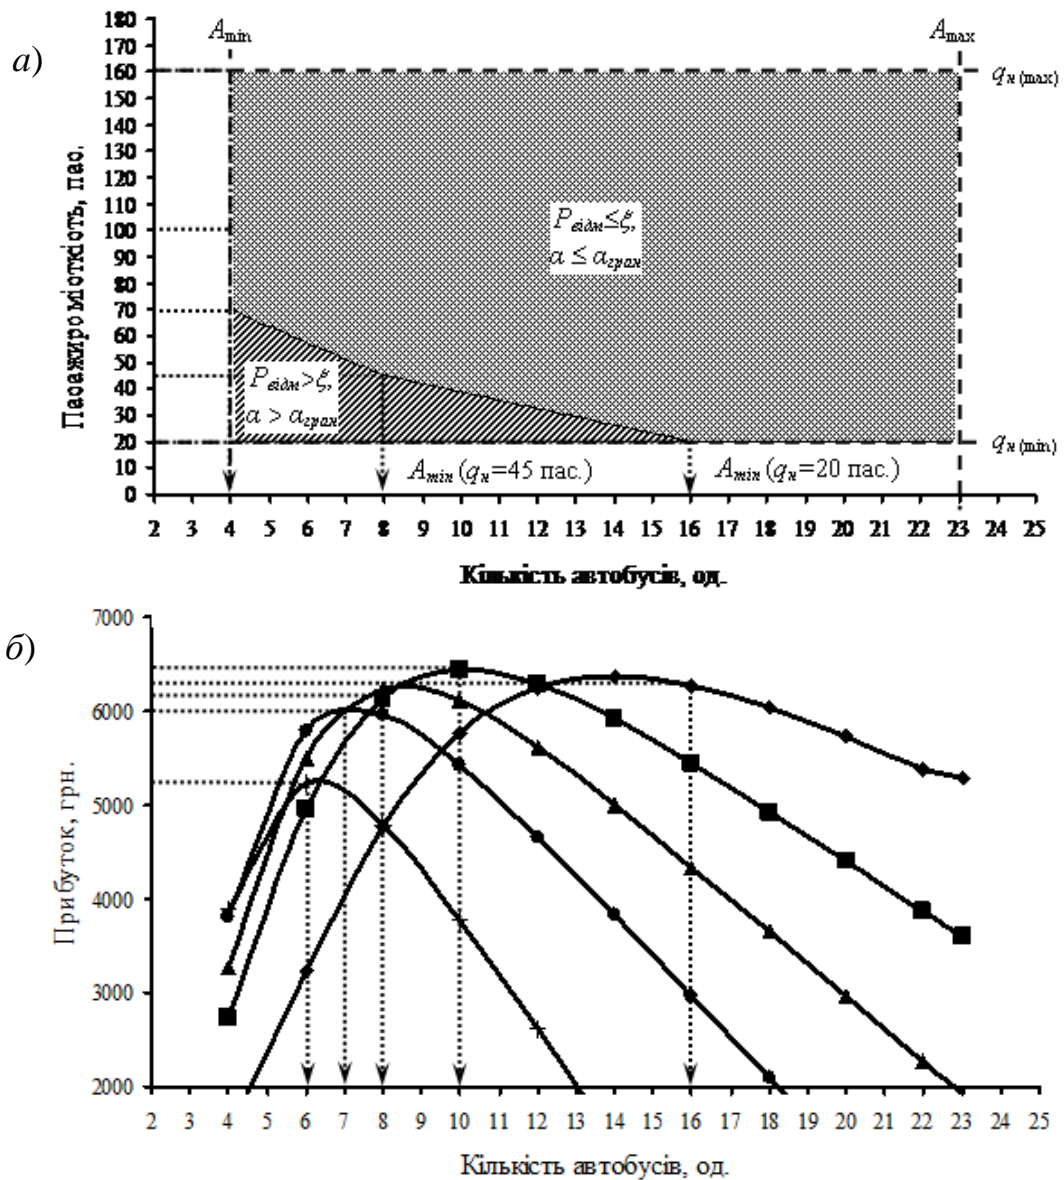 а)
A_min
A_max
180
170
160
150
140
130
120
110
100
90
80
70
60
50
40
30
20
10
0
Пасажиромісткість, пас.
q_н (max)
P_відм≤ξ,
α ≤ α_гран
P_відм>ξ,
α > α_гран
q_н (min)
A_min (q_н=45 пас.)
A_min (q_н=20 пас.)
2 3 4 5 6 7 8 9 10 11 12 13 14 15 16 17 18 19 20 21 22 23 24 25
Кількість автобусів, од.
б)
7000
6000
5000
4000
3000
2000
Прибуток, грн.
2 3 4 5 6 7 8 9 10 11 12 13 14 15 16 17 18 19 20 21 22 23 24 25
Кількість автобусів, од.